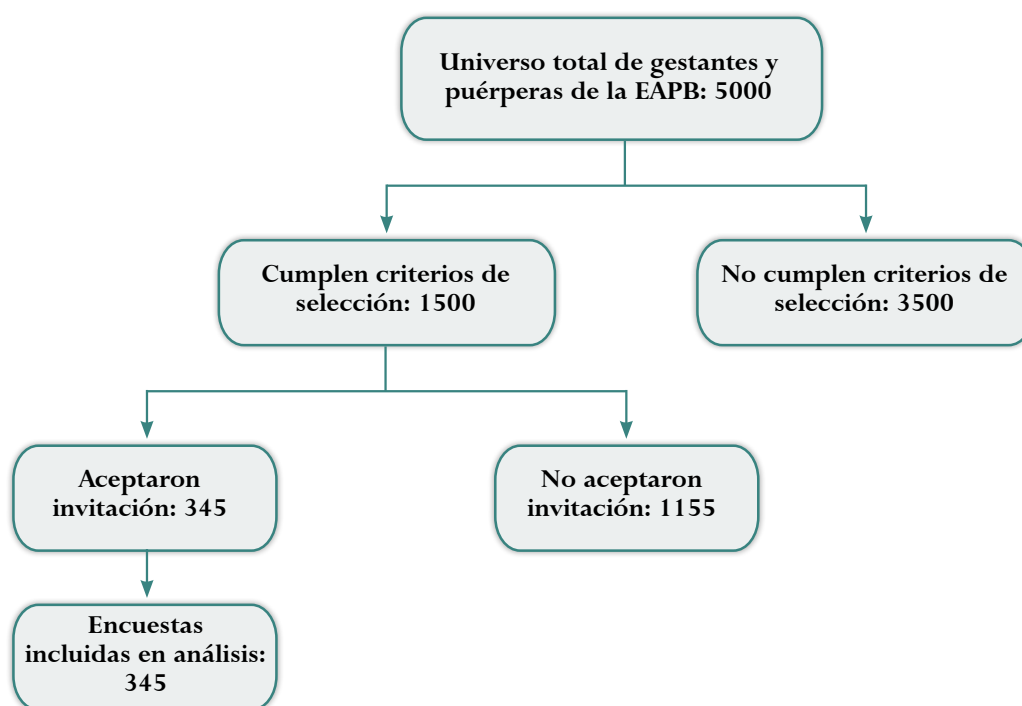 Universo total de gestantes y
puérperas de la EAPB: 5000
Cumplen criterios de
selección: 1500
No cumplen criterios de
selección: 3500
Aceptaron
invitación: 345
No aceptaron
invitación: 1155
Encuestas
incluidas en análisis:
345